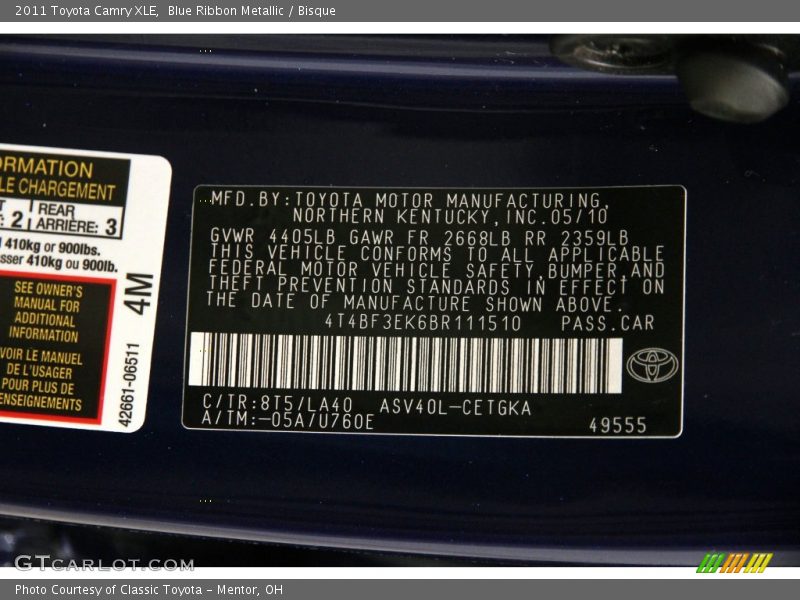 2011 Toyota Camry XLE, Blue Ribbon Metallic / Bisque
ORMATION
LE CHARGEMENT
: 2 REAR
ARRIÈRE: 3
410kg or 900lbs.
sser 410kg ou 900lb.
SEE OWNER'S
MANUAL FOR
ADDITIONAL
INFORMATION
VOIR LE MANUEL
DE L'USAGER
POUR PLUS DE
ENSEIGNEMENTS
4M
42661-06511
MFD.BY:TOYOTA MOTOR MANUFACTURING,
NORTHERN KENTUCKY,INC.05/10
GVWR 4405LB GAWR FR 2668LB RR 2359LB
THIS VEHICLE CONFORMS TO ALL APPLICABLE
FEDERAL MOTOR VEHICLE SAFETY,BUMPER,AND
THEFT PREVENTION STANDARDS IN EFFECT ON
THE DATE OF MANUFACTURE SHOWN ABOVE.
4T4BF3EK6BR111510 PASS.CAR
C/TR:8T5/LA40 ASV40L-CETGKA
A/TM:-05A/U760E
49555
GTCARLOT.COM
Photo Courtesy of Classic Toyota - Mentor, OH